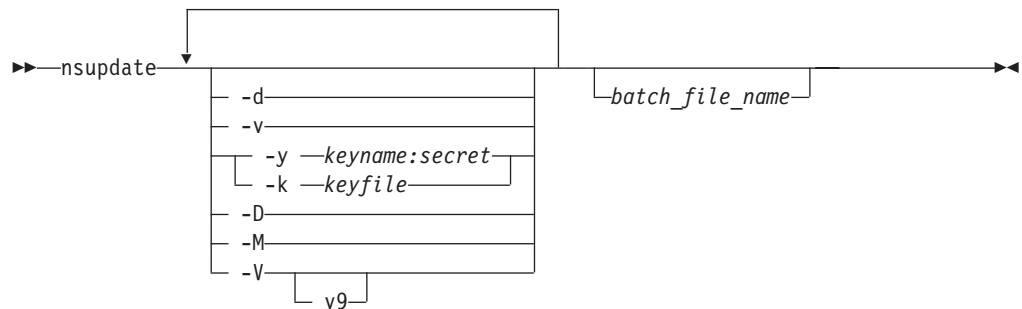 nsupdate
-d
batch_file_name
-v
-y keyname:secret
-k keyfile
-D
-M
-V
v9